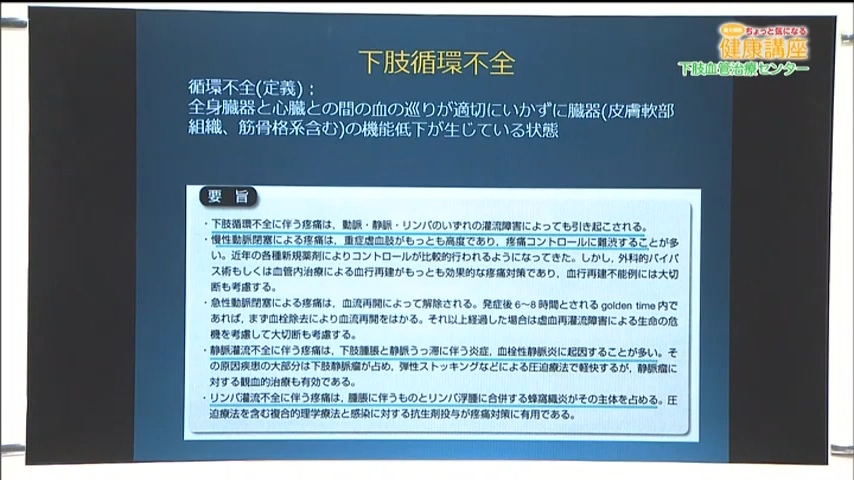 ちょっと気になる
健康講座
下肢血管治療センター
下肢循環不全
循環不全(定義)：
全身臓器と心臓との間の血の巡りが適切にいかずに臓器(皮膚軟部
組織、筋骨格系含む)の機能低下が生じている状態
要旨
・下肢循環不全に伴う疼痛は，動脈・静脈・リンパのいずれの灌流障害によっても引き起こされる。
・慢性動脈閉塞による疼痛は，重症虚血肢がもっとも高度であり，疼痛コントロールに難渋することが多
い。近年の各種新規薬剤によりコントロールが比較的行われるようになってきた。しかし，外科的バイパ
ス術もしくは血管内治療による血行再建がもっとも効果的な疼痛対策であり，血行再建不能例には大切
断も考慮する。
・急性動脈閉塞による疼痛は，血流再開によって解除される。発症後6～8時間とされるgolden time内で
あれば，まず血栓除去により血流再開をはかる。それ以上経過した場合は虚血再灌流障害による生命の危
機を考慮して大切断も考慮する。
・静脈灌流不全に伴う疼痛は，下肢腫脹と静脈うっ滞に伴う炎症，血栓性静脈炎に起因することが多い。そ
の原因疾患の大部分は下肢静脈瘤が占め，弾性ストッキングなどによる圧迫療法で軽快するが，静脈瘤に
対する観血的治療も有効である。
・リンパ灌流不全に伴う疼痛は，腫脹に伴うものとリンパ浮腫に合併する蜂窩織炎がその主体を占める。圧
迫療法を含む複合的理学療法と感染に対する抗生剤投与が疼痛対策に有用である。